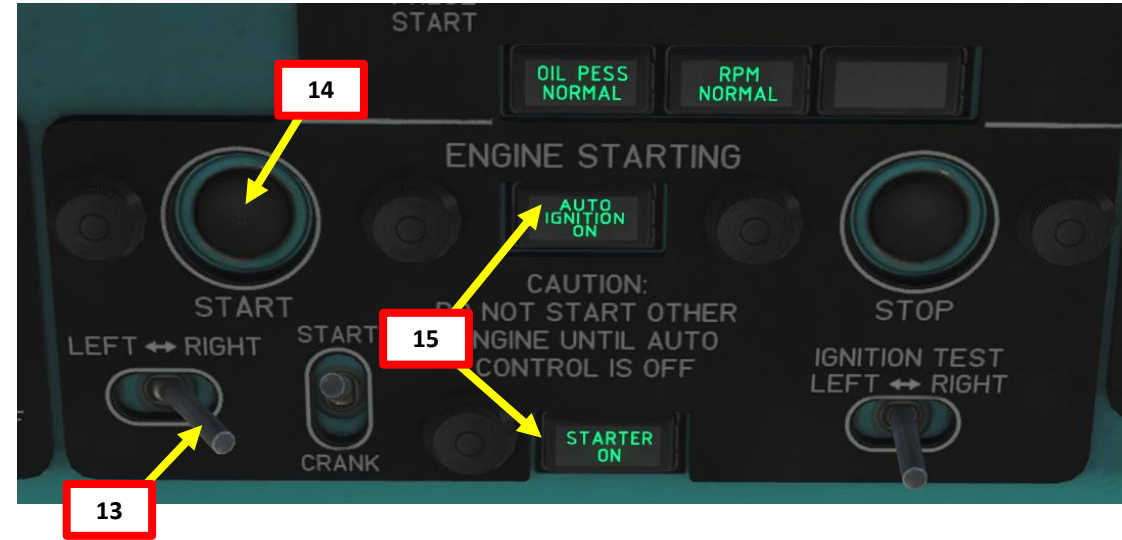 START
14
OIL PESS
NORMAL
RPM
NORMAL
ENGINE STARTING
AUTO
IGNITION
ON
START
STOP
CAUTION:
NOT START OTHER
UNTIL AUTO
CONTROL IS OFF
15
LEFT ↔ RIGHT
START
CRANK
IGNITION TEST
LEFT ↔ RIGHT
STARTER
ON
13